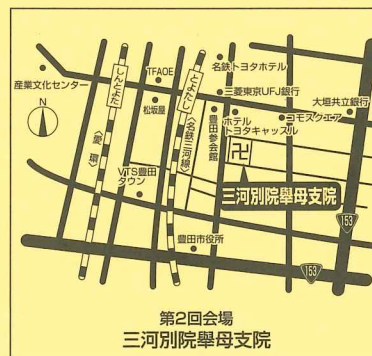 名鉄トヨタホテル
TFAOE
産業文化センター
しんとよた
とよたし
三菱東京UFJ銀行
大垣共立銀行
松坂屋
N
〈名鉄三河線〉
豊田参合館
ホテル
トヨタキャッスル
コモスクエア
卍
〈愛環〉
ViTS豊田
タウン
三河別院擧母支院
153
豊田市役所
153
第2回会場
三河別院擧母支院